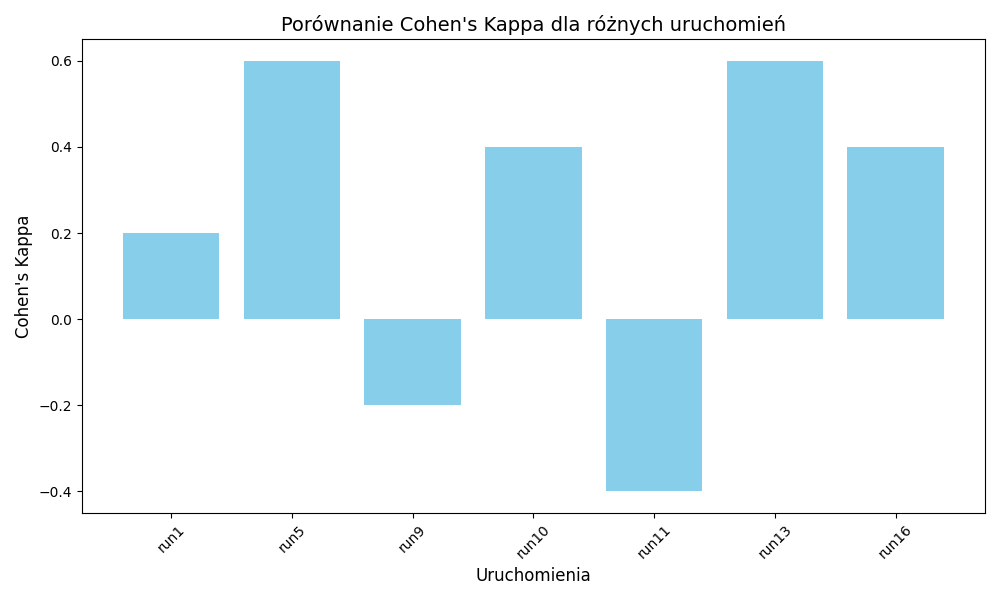 Porównanie Cohen's Kappa dla różnych uruchomień
Cohen's Kappa
0.6
0.4
0.2
0.0
−0.2
−0.4
run1
run5
run9
run10
run11
run13
run16
Uruchomienia